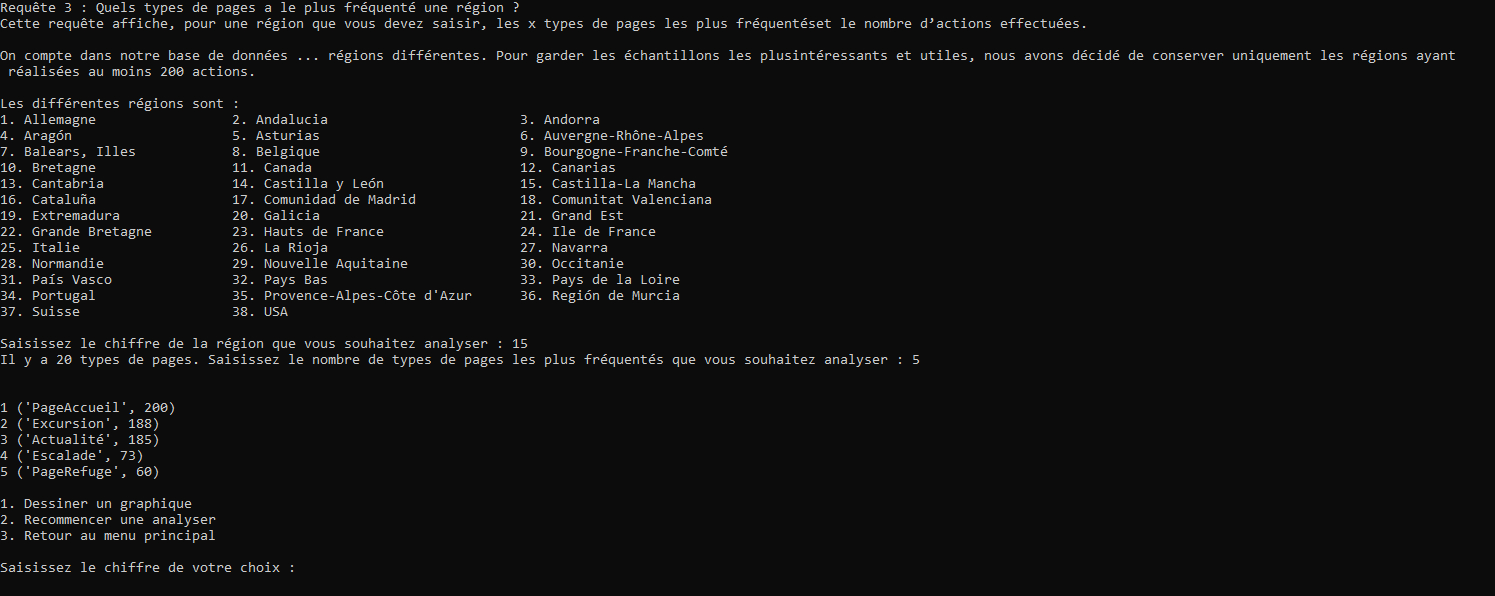 Requête 3 : Quels types de pages a le plus fréquenté une région ?
Cette requête affiche, pour une région que vous devez saisir, les x types de pages les plus fréquentéset le nombre d’actions effectuées.
On compte dans notre base de données ... régions différentes. Pour garder les échantillons les plusintéressants et utiles, nous avons décidé de conserver uniquement les régions ayant
réalisées au moins 200 actions.
Les différentes régions sont :
1. Allemagne 2. Andalucia 3. Andorra
4. Aragón 5. Asturias 6. Auvergne-Rhône-Alpes
7. Balears, Illes 8. Belgique 9. Bourgogne-Franche-Comté
10. Bretagne 11. Canada 12. Canarias
13. Cantabria 14. Castilla y León 15. Castilla-La Mancha
16. Cataluña 17. Comunidad de Madrid 18. Comunitat Valenciana
19. Extremadura 20. Galicia 21. Grand Est
22. Grande Bretagne 23. Hauts de France 24. Ile de France
25. Italie 26. La Rioja 27. Navarra
28. Normandie 29. Nouvelle Aquitaine 30. Occitanie
31. País Vasco 32. Pays Bas 33. Pays de la Loire
34. Portugal 35. Provence-Alpes-Côte d'Azur 36. Región de Murcia
37. Suisse 38. USA
Saisissez le chiffre de la région que vous souhaitez analyser : 15
Il y a 20 types de pages. Saisissez le nombre de types de pages les plus fréquentés que vous souhaitez analyser : 5
1 ('PageAccueil', 200)
2 ('Excursion', 188)
3 ('Actualité', 185)
4 ('Escalade', 73)
5 ('PageRefuge', 60)
1. Dessiner un graphique
2. Recommencer une analyser
3. Retour au menu principal
Saisissez le chiffre de votre choix :